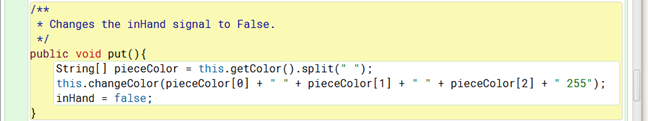 /**
 * Changes the inHand signal to False.
 */
public void put(){
    String[] pieceColor = this.getColor().split(" ");
    this.changeColor(pieceColor[0] + " " + pieceColor[1] + " " + pieceColor[2] + " 255");
    inHand = false;
}